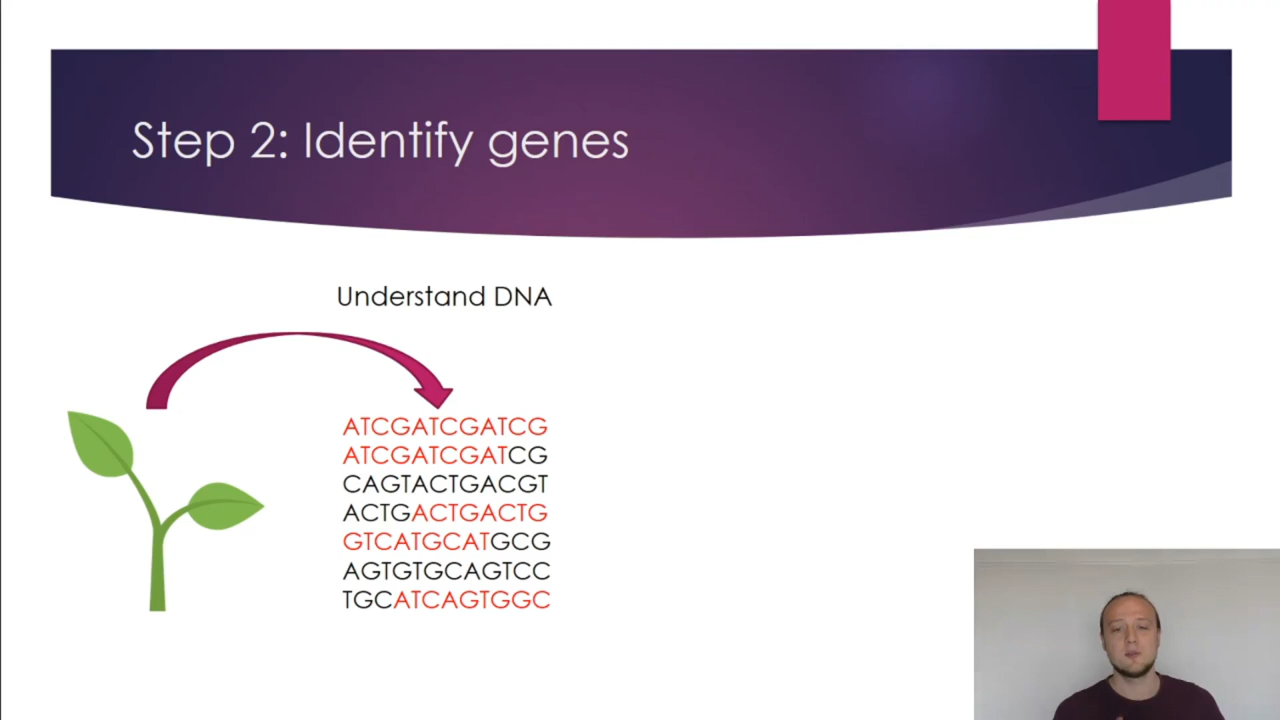 Step 2: Identify genes
Understand DNA
ATCGATCGATCG
ATCGATCGATCG
CAGTACTGACGT
ACTGACTGACTG
GTCATGCATGCG
AGTGTGCAGTCC
TGCATCAGTGGC